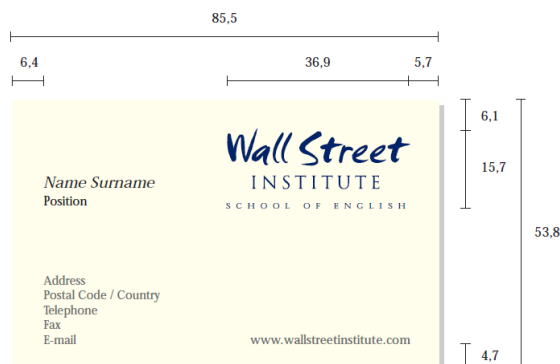 85,5
6,4
36,9
5,7
6,1
Wall Street
INSTITUTE
SCHOOL OF ENGLISH
15,7
Name Surname
Position
53,8
Address
Postal Code / Country
Telephone
Fax
E-mail
www.wallstreetinstitute.com
4,7